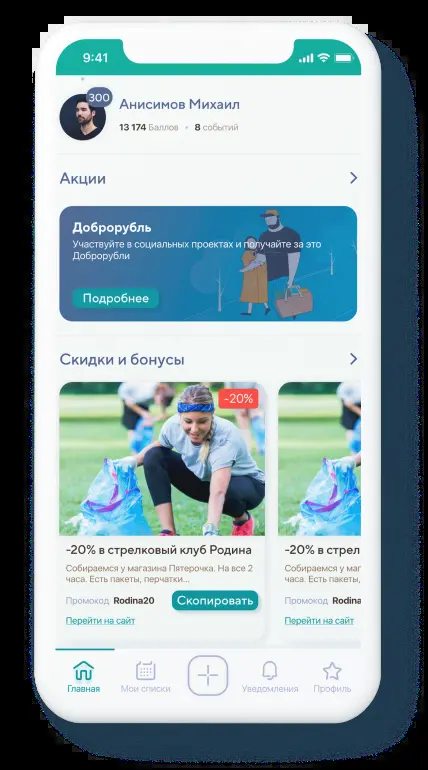 9:41
300
Анисимов Михаил
13 174 Баллов • 8 событий
Акции
Доброрубль
Участвуйте в социальных проектах и получайте за это
Доброрубли
Подробнее
Скидки и бонусы
-20%
-20% в стрелковый клуб Родина
Собираемся у магазина Пятерочка. На все 2
часа. Есть пакеты, перчатки...
Промокод Rodina20
Скопировать
Перейти на сайт
-20% в стрел
Собираемся у маг
часа. Есть пакеты,
Промокод Rodina
Перейти на сайт
Главная
Мои списки
Уведомления
Профиль